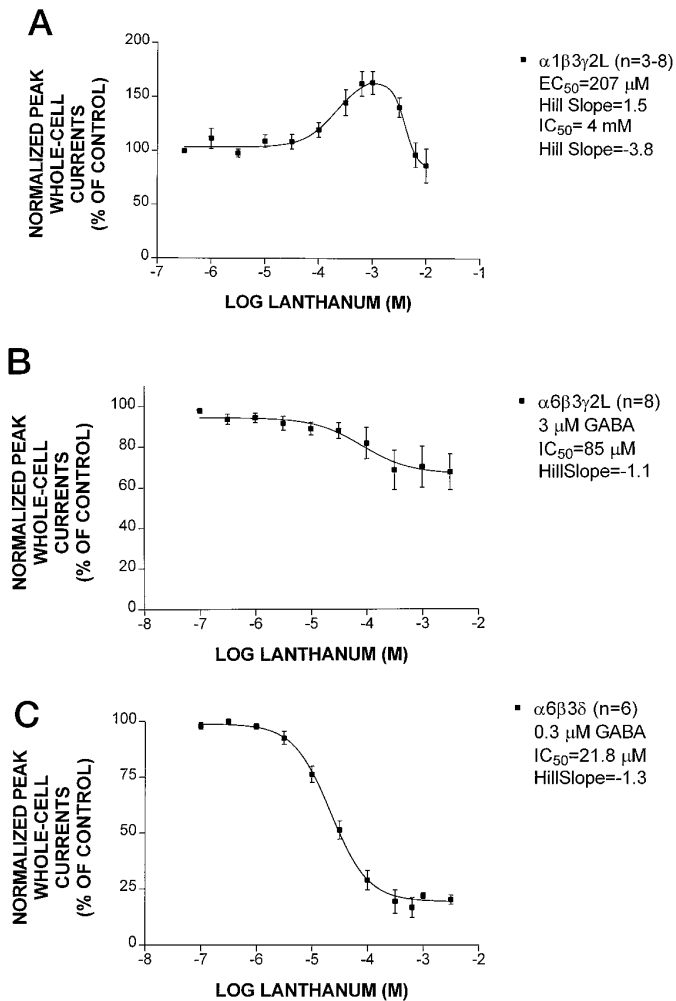 A
NORMALIZED PEAK
WHOLE-CELL
CURRENTS
(% OF CONTROL)
200
150
100
50
0
-7 -6 -5 -4 -3 -2 -1
LOG LANTHANUM (M)
α1β3γ2L (n=3-8)
EC50=207 μM
Hill Slope=1.5
IC50= 4 mM
Hill Slope=-3.8
B
NORMALIZED PEAK
WHOLE-CELL
CURRENTS
(% OF CONTROL)
100
80
60
40
20
0
-8 -7 -6 -5 -4 -3 -2
LOG LANTHANUM (M)
α6β3γ2L (n=8)
3 μM GABA
IC50=85 μM
HillSlope=-1.1
C
NORMALIZED PEAK
WHOLE-CELL
CURRENTS
(% OF CONTROL)
100
75
50
25
0
-8 -7 -6 -5 -4 -3 -2
LOG LANTHANUM (M)
α6β3δ (n=6)
0.3 μM GABA
IC50=21.8 μM
HillSlope=-1.3